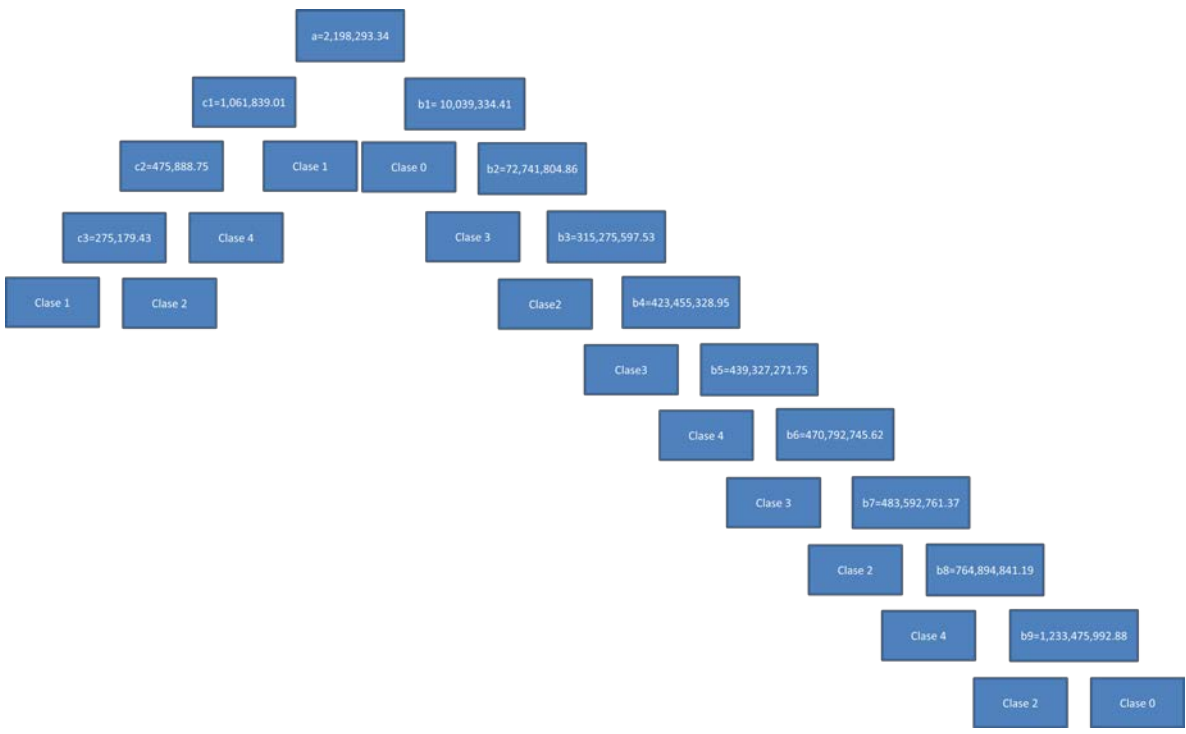 a=2,198,293.34
c1=1,061,839.01
b1= 10,039,334.41
c2=475,888.75
Clase 1
Clase 0
b2=72,741,804.86
c3=275,179.43
Clase 4
Clase 3
b3=315,275,597.53
Clase 1
Clase 2
Clase2
b4=423,455,328.95
Clase3
b5=439,327,271.75
Clase 4
b6=470,792,745.62
Clase 3
b7=483,592,761.37
Clase 2
b8=764,894,841.19
Clase 4
b9=1,233,475,992.88
Clase 2
Clase 0